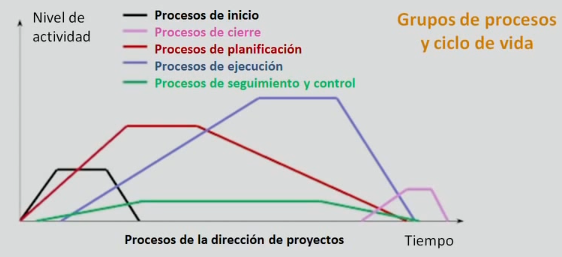 Nivel de
actividad
Procesos de inicio
Procesos de cierre
Procesos de planificación
Procesos de ejecución
Procesos de seguimiento y control
Grupos de procesos
y ciclo de vida
Procesos de la dirección de proyectos
Tiempo